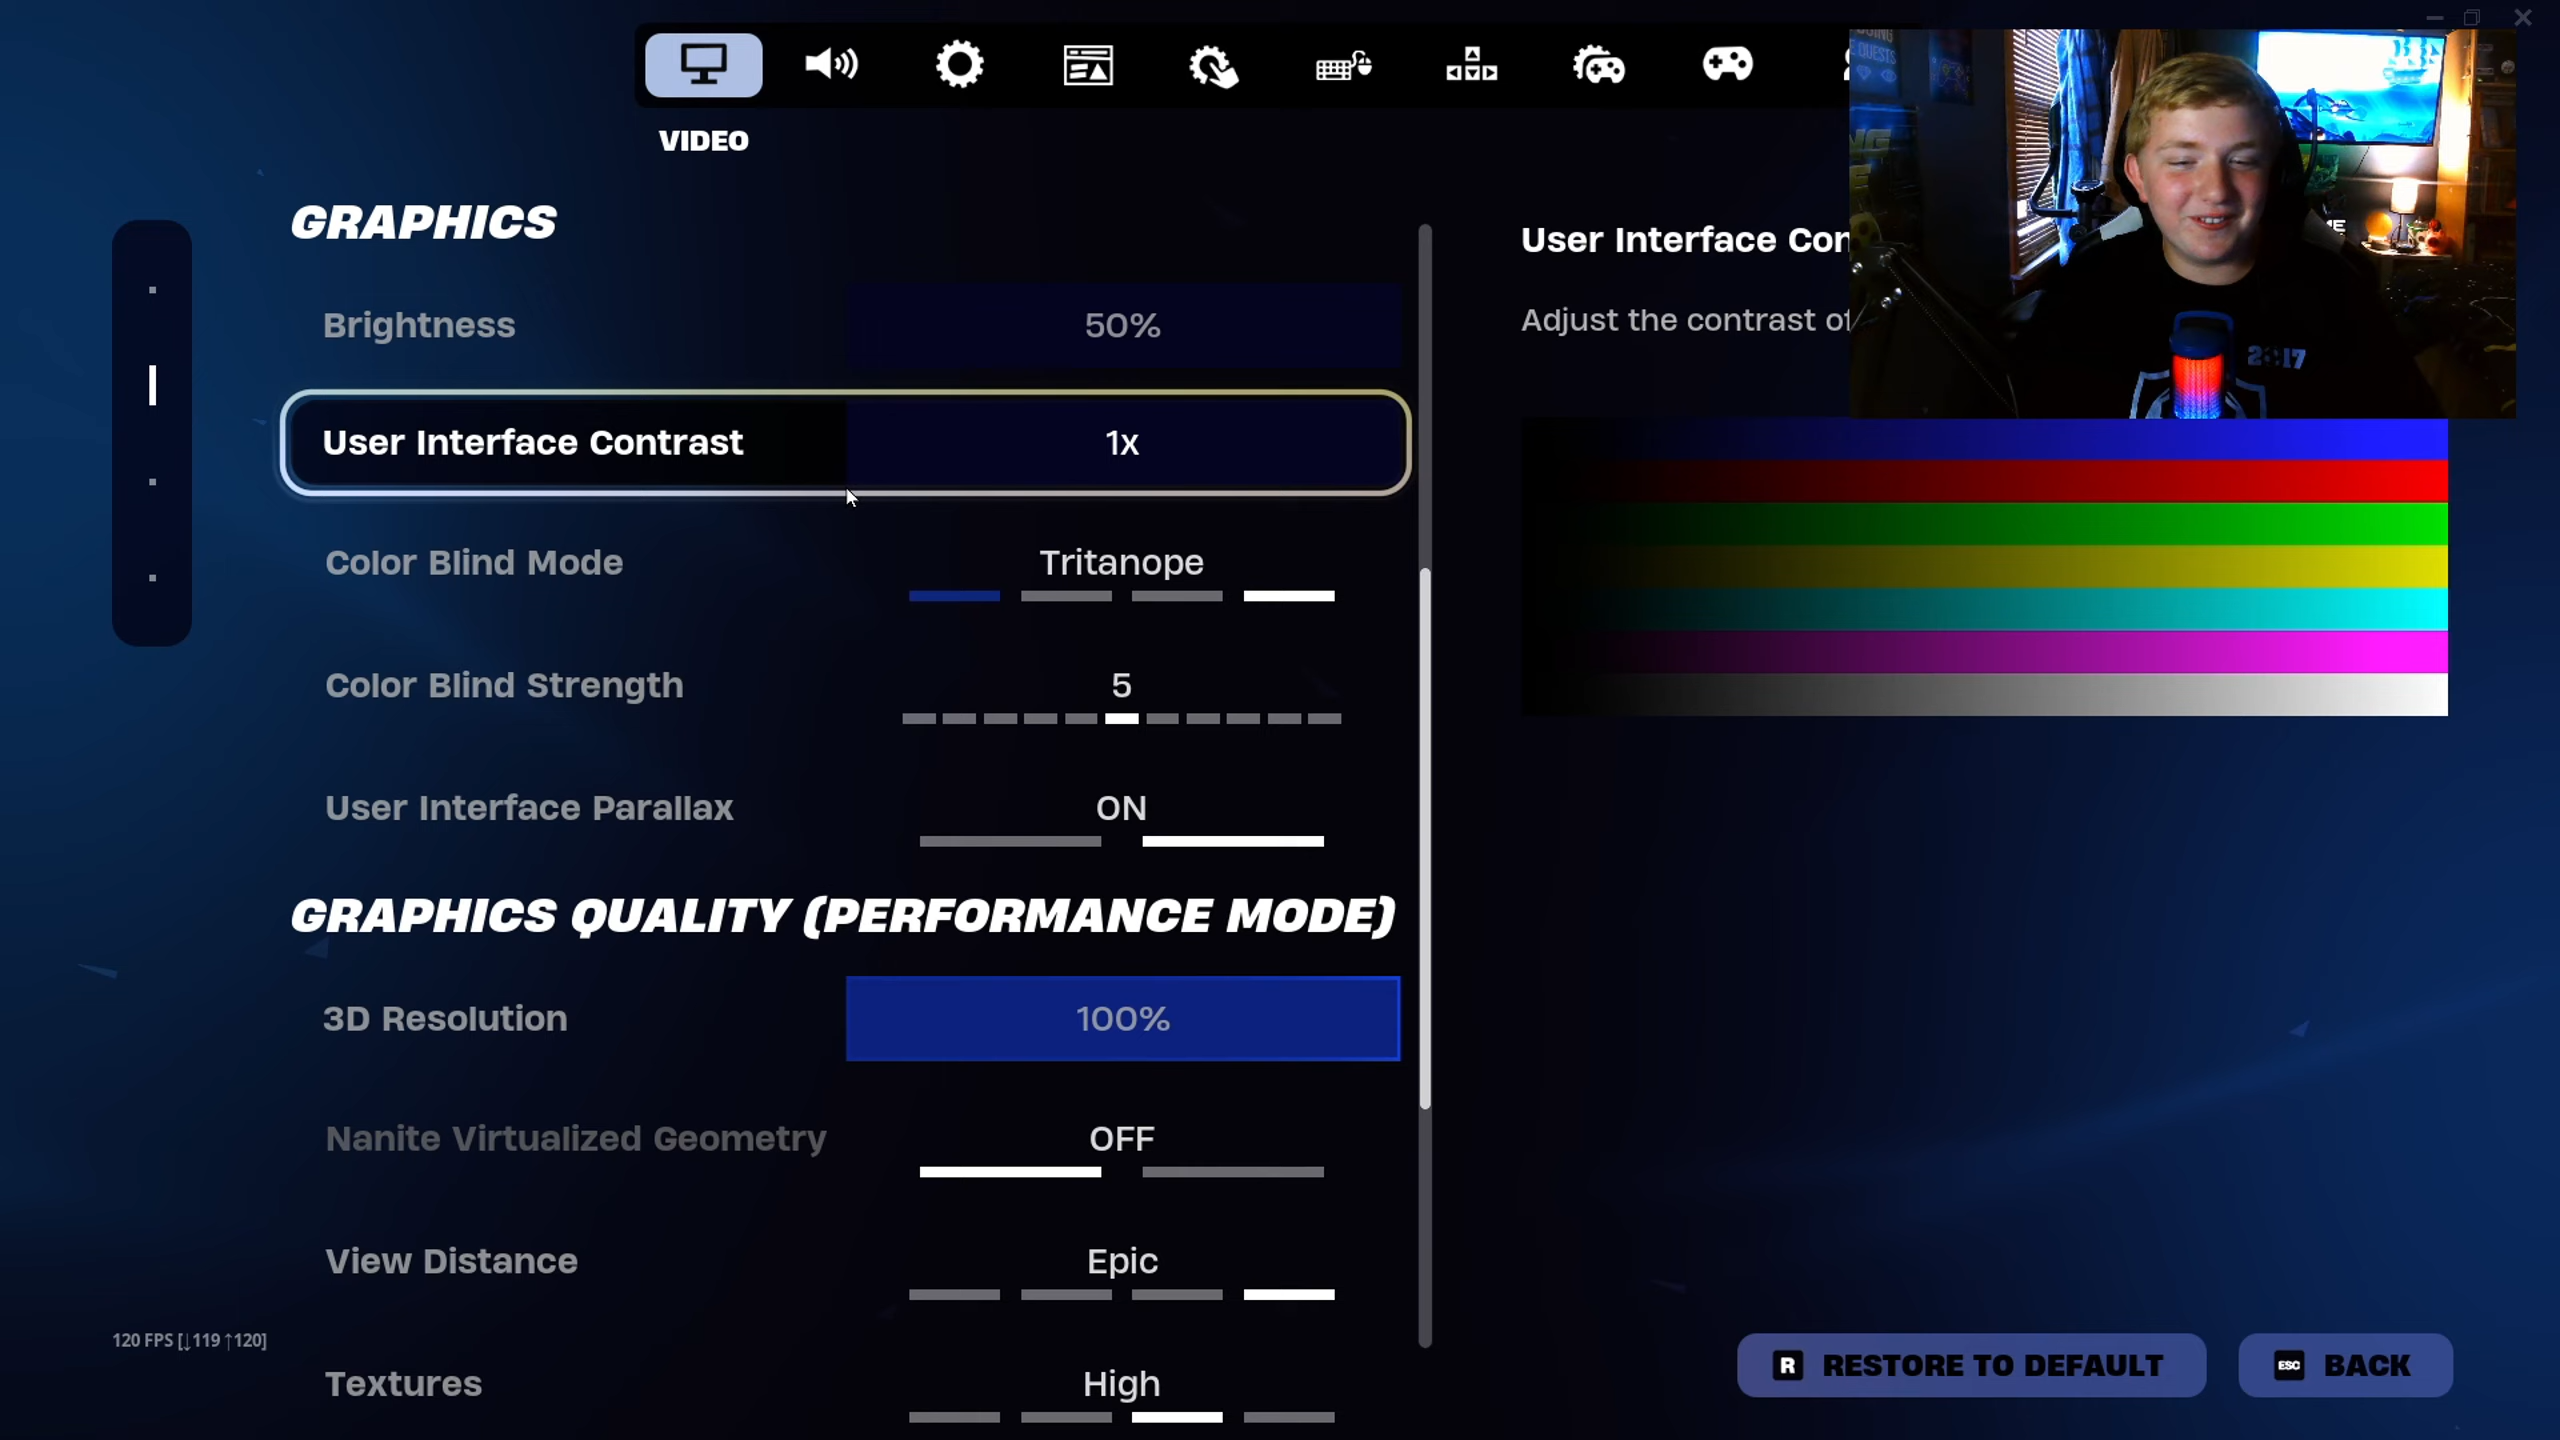 VIDEO
GRAPHICS
Brightness 50%
User Interface Contrast 1x
Color Blind Mode Tritanope
Color Blind Strength 5
User Interface Parallax ON
GRAPHICS QUALITY (PERFORMANCE MODE)
3D Resolution 100%
Nanite Virtualized Geometry OFF
View Distance Epic
Textures High
120 FPS [↓119 ↑120]
User Interface Con
Adjust the contrast of
QUESTS
2017
R RESTORE TO DEFAULT
ESC BACK